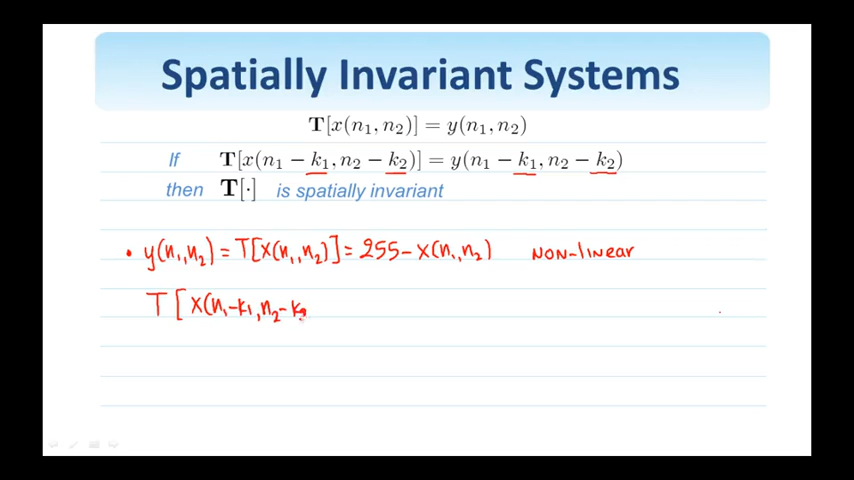 Spatially Invariant Systems
T[x(n₁, n₂)] = y(n₁, n₂)
If T[x(n₁ − k₁, n₂ − k₂)] = y(n₁ − k₁, n₂ − k₂)
then T[·] is spatially invariant
• y(n₁,n₂) = T[x(n₁,n₂)] = 255 − x(n₁,n₂) NON-linear
T[x(n₁−k₁,n₂−k₂